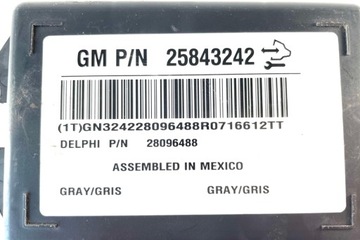 GM P/N 25843242
(1T)GN324228096488R0716612TT
DELPHI P/N 28096488
ASSEMBLED IN MEXICO
GRAY/GRIS GRAY/GRIS